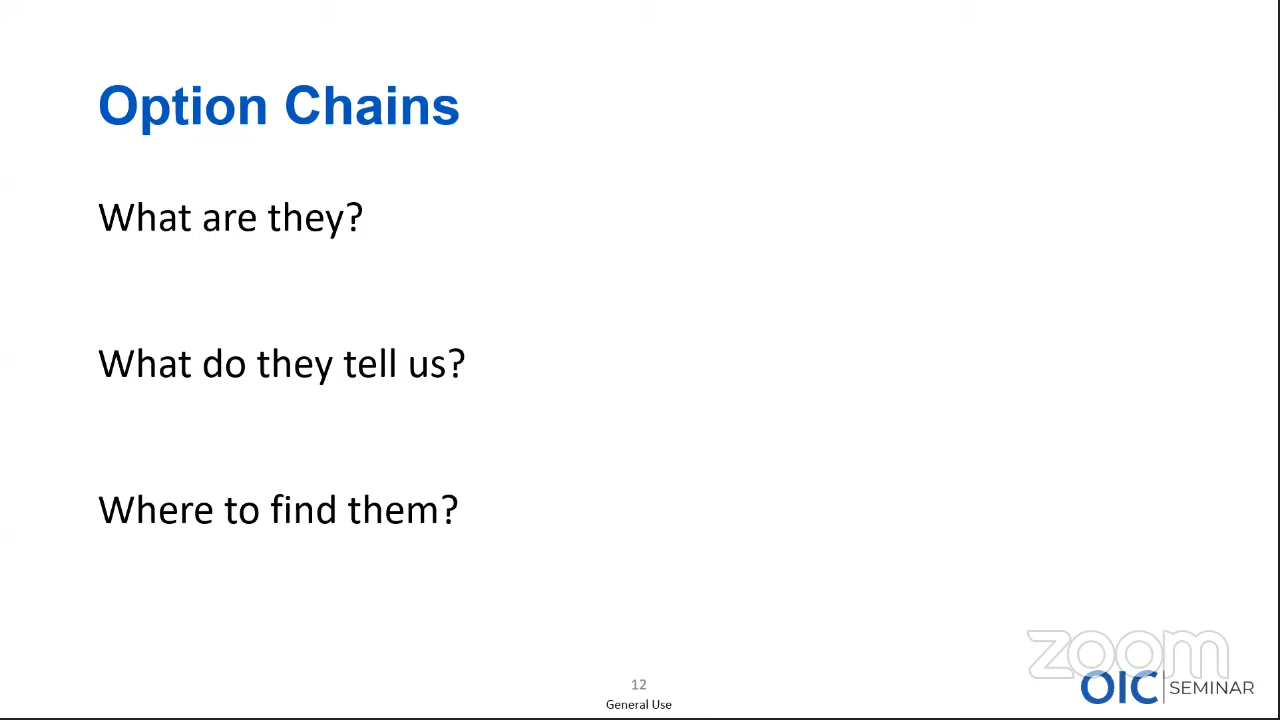 Option Chains
What are they?
What do they tell us?
Where to find them?
zoom
OIC | SEMINAR
12
General Use